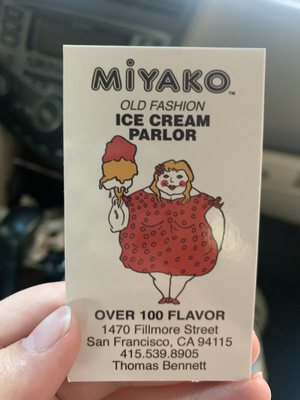 MiYAKO™
OLD FASHION
ICE CREAM
PARLOR
OVER 100 FLAVOR
1470 Fillmore Street
San Francisco, CA 94115
415.539.8905
Thomas Bennett